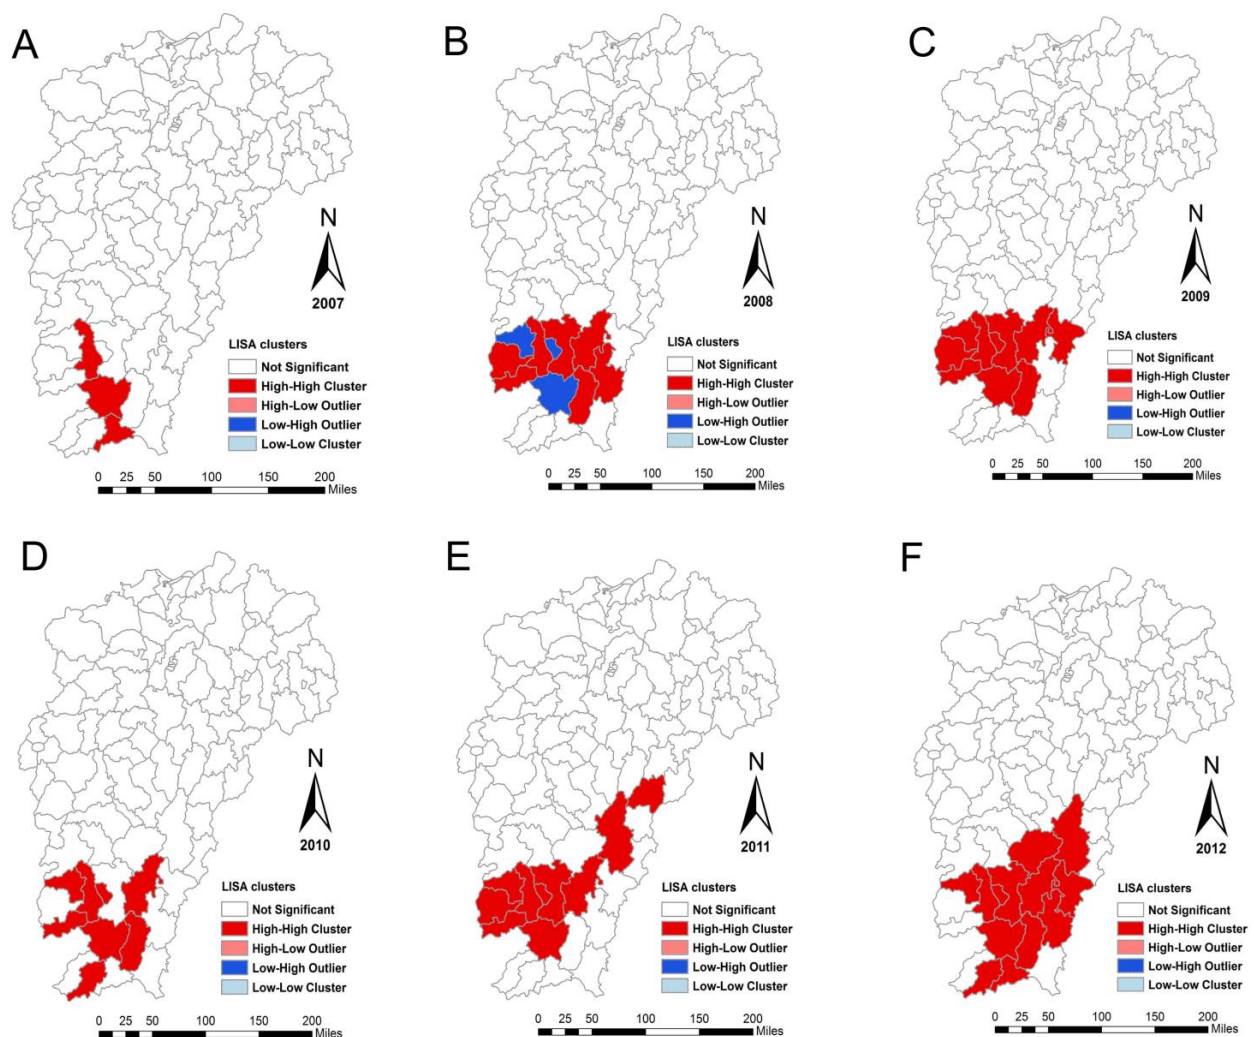 A
N
2007
LISA clusters
Not Significant
High-High Cluster
High-Low Outlier
Low-High Outlier
Low-Low Cluster
0 25 50 100 150 200
Miles
B
N
2008
LISA clusters
Not Significant
High-High Cluster
High-Low Outlier
Low-High Outlier
Low-Low Cluster
0 25 50 100 150 200
Miles
C
N
2009
LISA clusters
Not Significant
High-High Cluster
High-Low Outlier
Low-High Outlier
Low-Low Cluster
0 25 50 100 150 200
Miles
D
N
2010
LISA clusters
Not Significant
High-High Cluster
High-Low Outlier
Low-High Outlier
Low-Low Cluster
0 25 50 100 150 200
Miles
E
N
2011
LISA clusters
Not Significant
High-High Cluster
High-Low Outlier
Low-High Outlier
Low-Low Cluster
0 25 50 100 150 200
Miles
F
N
2012
LISA clusters
Not Significant
High-High Cluster
High-Low Outlier
Low-High Outlier
Low-Low Cluster
0 25 50 100 150 200
Miles